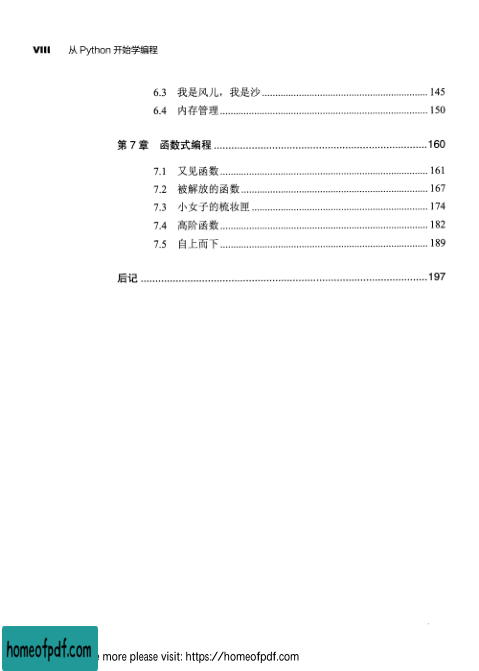 VIII 从 Python 开始学编程
6.3 我是风儿，我是沙 145
6.4 内存管理 150
第 7 章 函数式编程 160
7.1 又见函数 161
7.2 被解放的函数 167
7.3 小女子的梳妆匣 174
7.4 高阶函数 182
7.5 自上而下 189
后记 197
homeofpdf.com more please visit: https://homeofpdf.com